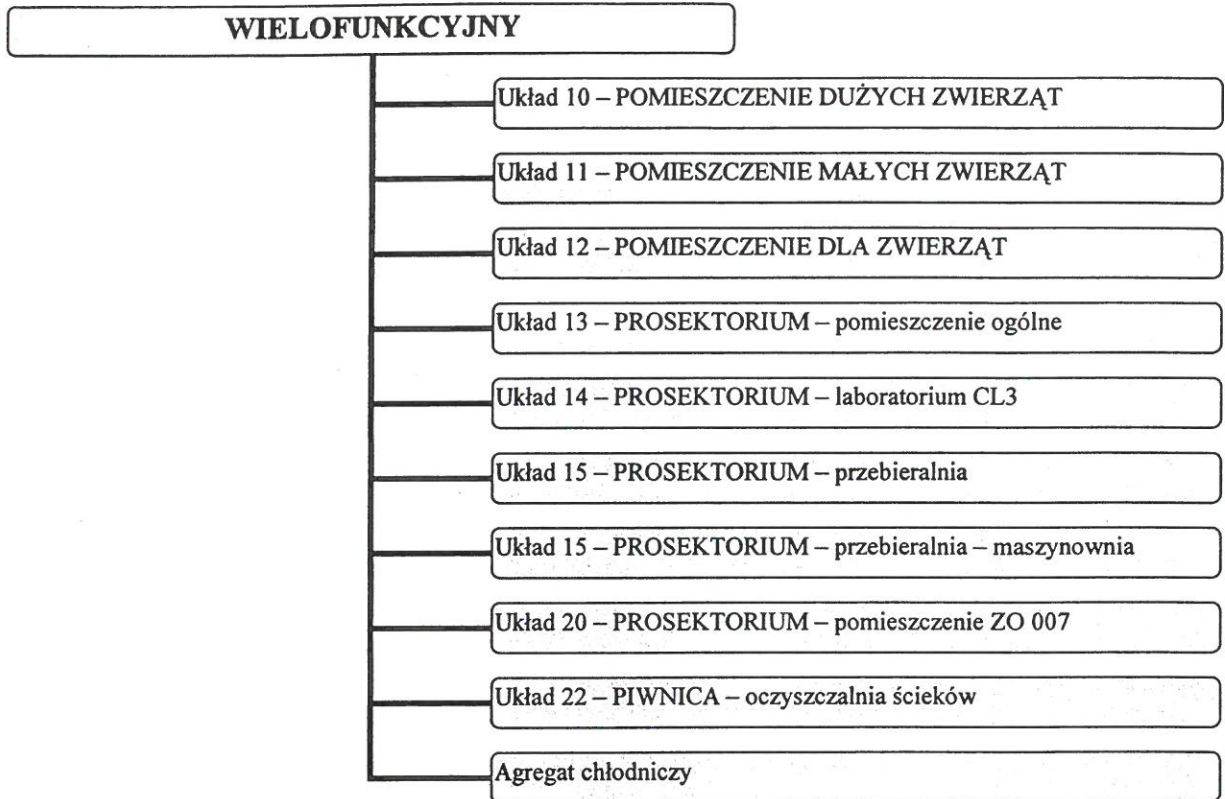 WIELOFUNKCYJNY
Układ 10 – POMIESZCZENIE DUŻYCH ZWIERZĄT
Układ 11 – POMIESZCZENIE MAŁYCH ZWIERZĄT
Układ 12 – POMIESZCZENIE DLA ZWIERZĄT
Układ 13 – PROSEKTORIUM – pomieszczenie ogólne
Układ 14 – PROSEKTORIUM – laboratorium CL3
Układ 15 – PROSEKTORIUM – przebieralnia
Układ 15 – PROSEKTORIUM – przebieralnia – maszynownia
Układ 20 – PROSEKTORIUM – pomieszczenie ZO 007
Układ 22 – PIWNICA – oczyszczalnia ścieków
Agregat chłodniczy